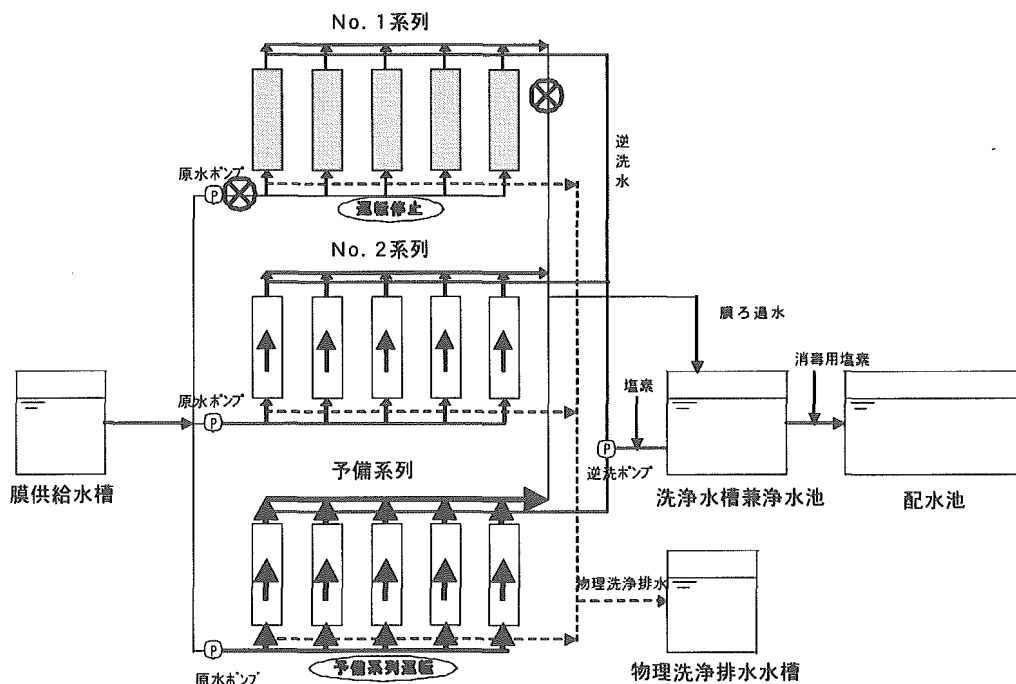 No. 1系列
原水ポンプ
P
運転停止
逆洗水
No. 2系列
膜ろ過水
消毒用塩素
塩素
原水ポンプ
P
膜供給水槽
予備系列
P
逆洗ポンプ
洗浄水槽兼浄水池
配水池
物理洗浄排水
P
予備系列運転
原水ポンプ
物理洗浄排水水槽